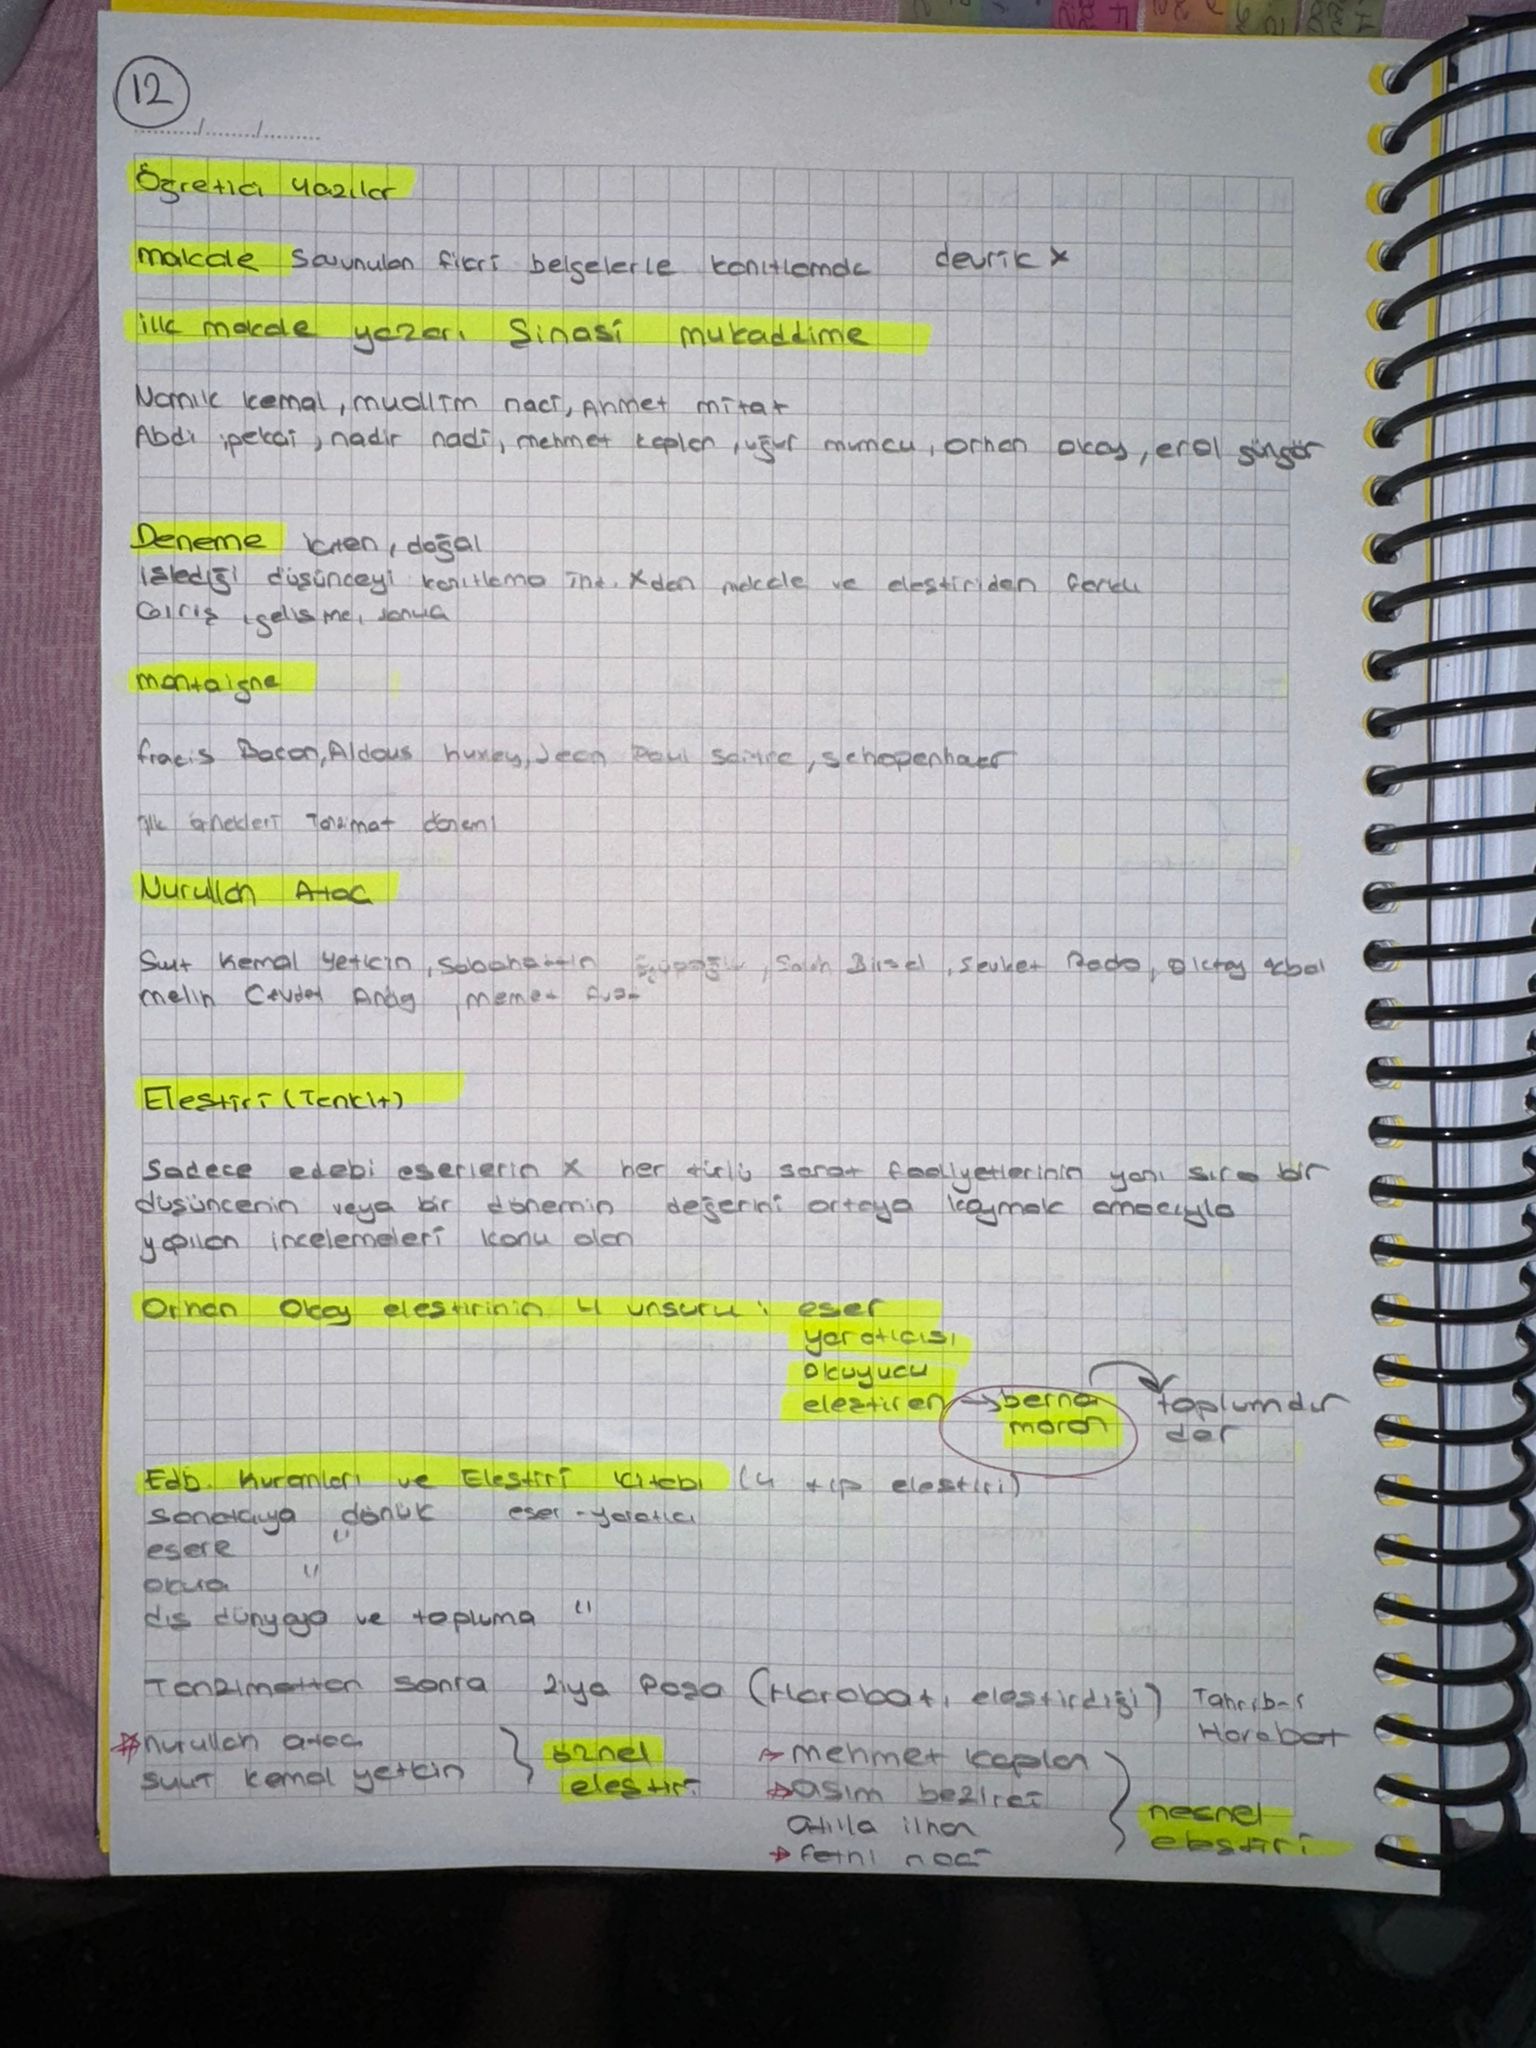 12
Öğretici Yazılar
makale savunulan fikri belgelerle kanıtlamada devrik x
ilk makale yazarı Şinasi mukaddime
Namık kemal, muallim naci, Ahmet mitat
Abdi ipekçi, nadir nadi, mehmet kaplan, uğur mumcu, Orhan Okay, erol güngör
Deneme içten, doğal
işlediği düşünceyi kanıtlama iht. xdan makale ve eleştiriden farklı
Giriş, gelişme, sonuç
montaigne
fracis Bacon, Aldous huxey, Jean Paul Sartre, schopenhaer
ilk örnekleri Tanzimat dönemi
Nurullah Ataç
Suut Kemal Yetkin, Sabahattin, Salah Birsel, Şevket Rado, Oktay Akbal
melih Cevdet Anday, memet Fuat
Eleştiri (Tenkit)
Sadece edebi eserlerin x her türlü sanat faaliyetlerinin yanı sıra bir
düşüncenin veya bir dönemin değerini ortaya koymak amacıyla
yapılan incelemeleri konu alan
Orhan Okay eleştirinin 4 unsuru: eser
yaratıcısı
okuyucu
eleştiren → berna toplumdur
moran der
Edb. Kuramları ve Eleştiri kitabı (4 tip eleştiri)
sanatçıya dönük eser-yaratıcı
esere "
okura "
dış dünyaya ve topluma "
Tanzimattan sonra Ziya Paşa (Harabat, eleştirdiği) Tahrib-i
Harabat
nurullah ataç
suut kemal yetkin
öznel
eleştiri
mehmet kaplan
asım bezirci
atilla ilhan
fethi naci
nesnel
eleştiri